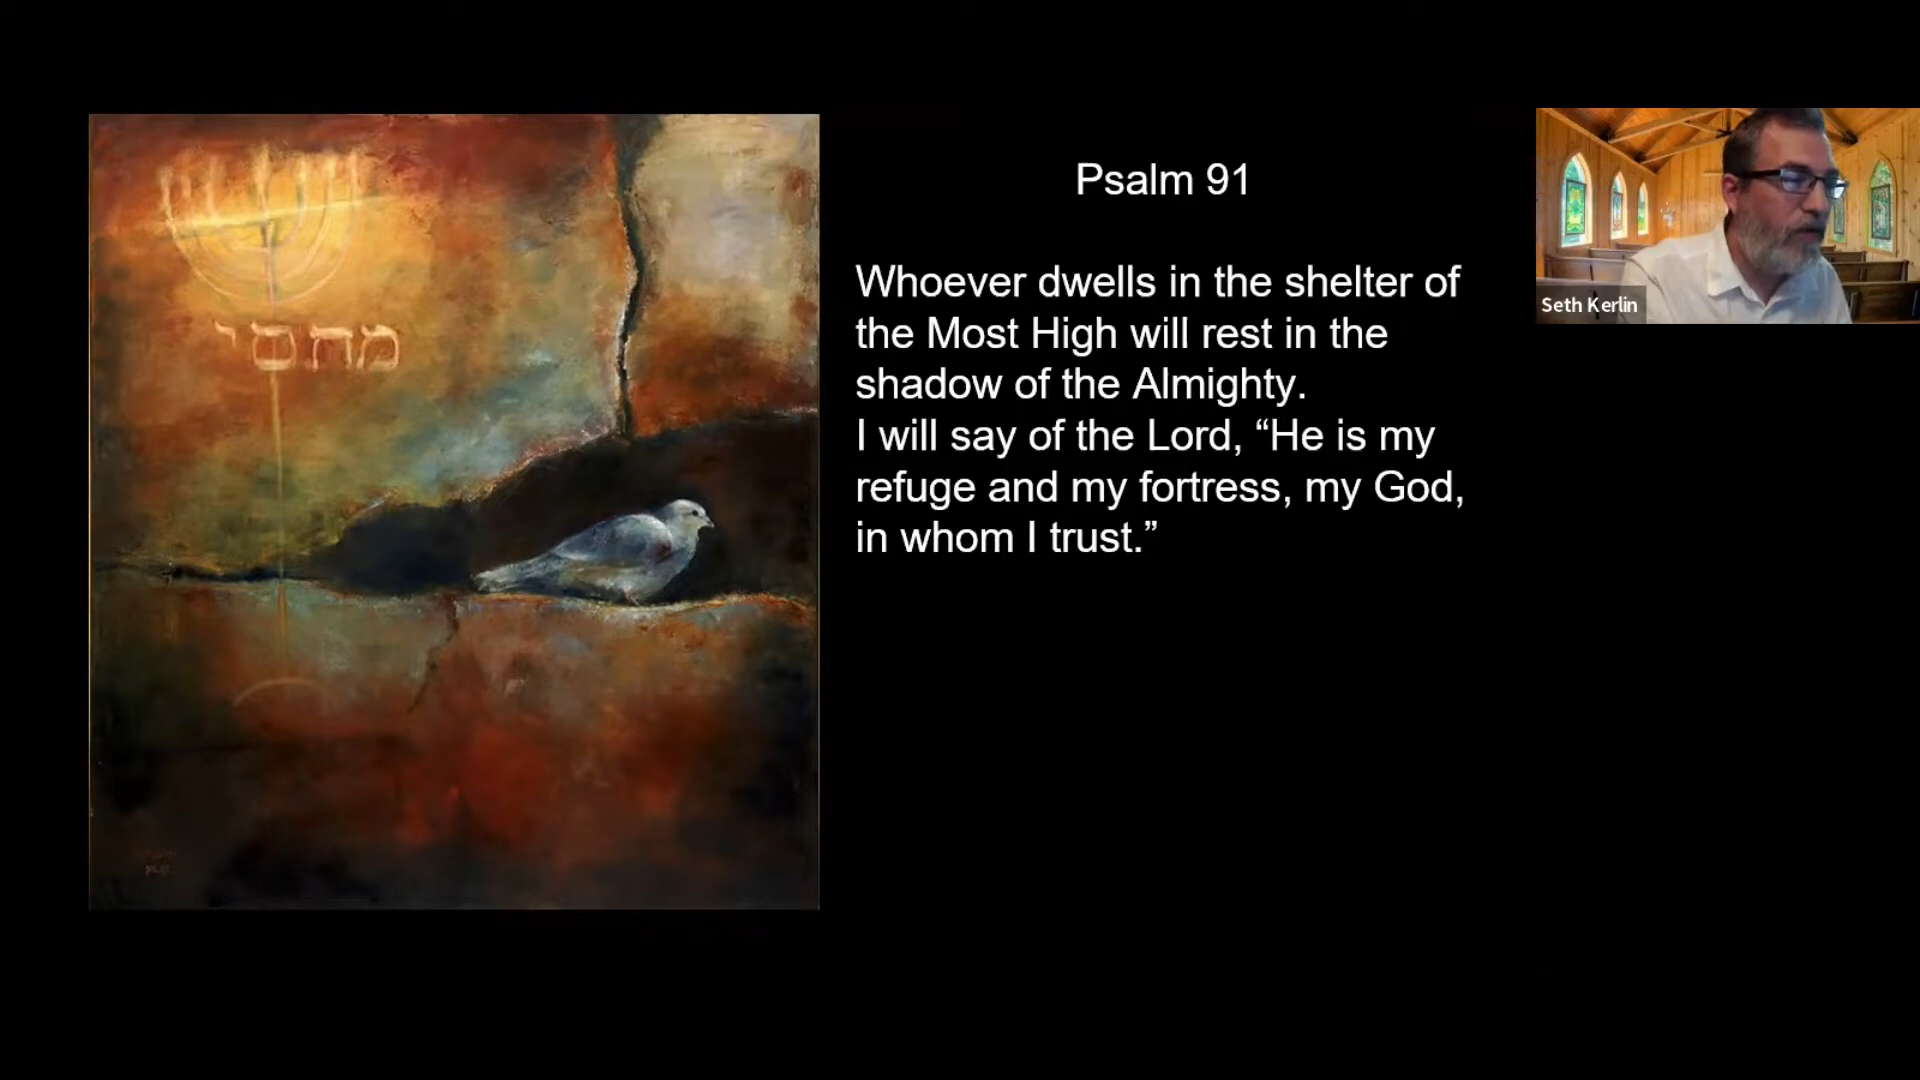 מחסי
Psalm 91
Whoever dwells in the shelter of
the Most High will rest in the
shadow of the Almighty.
I will say of the Lord, “He is my
refuge and my fortress, my God,
in whom I trust.”
Seth Kerlin